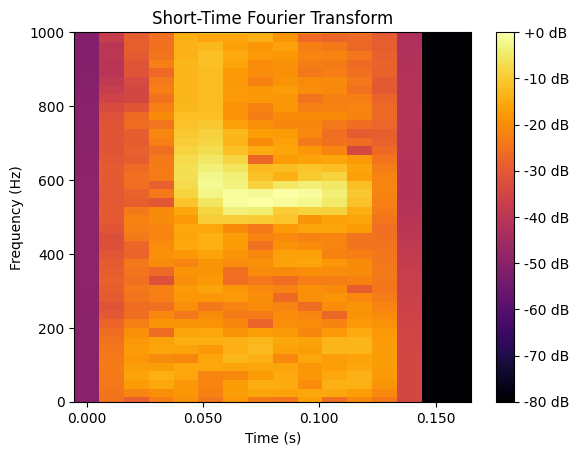 Short-Time Fourier Transform
1000
800
600
400
200
0
Frequency (Hz)
0.000
0.050
0.100
0.150
Time (s)
+0 dB
-10 dB
-20 dB
-30 dB
-40 dB
-50 dB
-60 dB
-70 dB
-80 dB